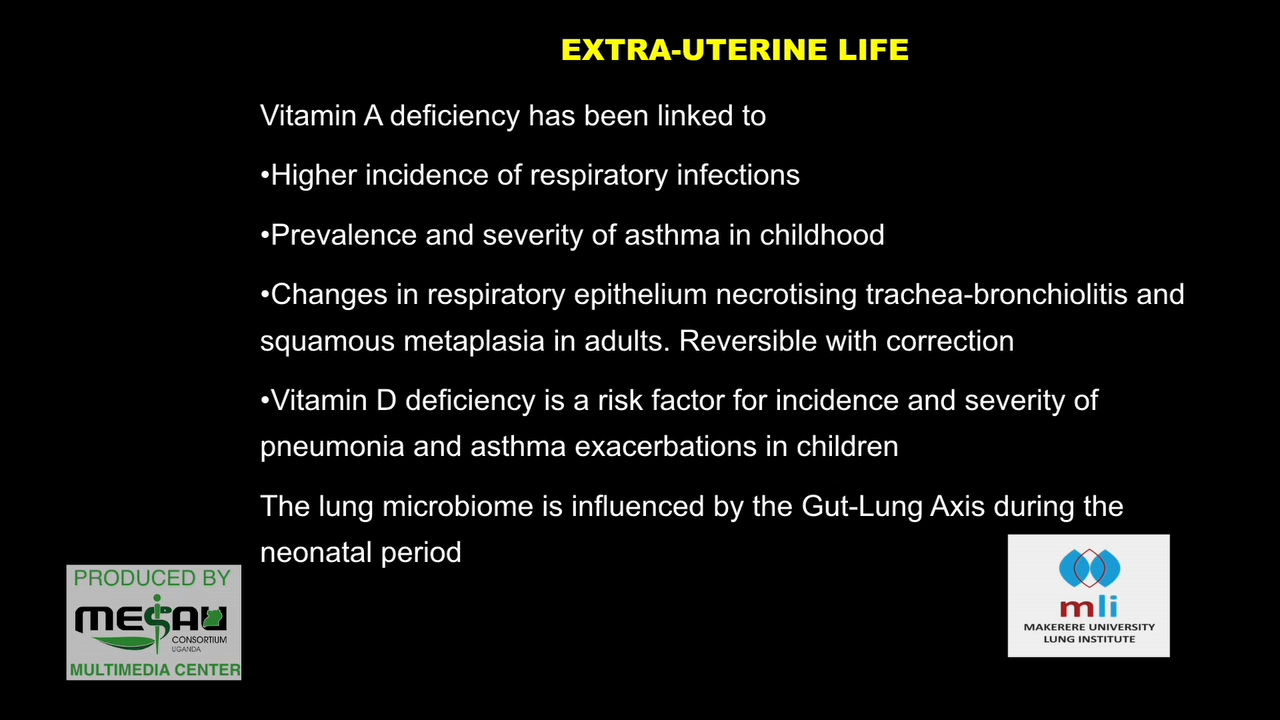 EXTRA-UTERINE LIFE
Vitamin A deficiency has been linked to
•Higher incidence of respiratory infections
•Prevalence and severity of asthma in childhood
•Changes in respiratory epithelium necrotising trachea-bronchiolitis and
squamous metaplasia in adults. Reversible with correction
•Vitamin D deficiency is a risk factor for incidence and severity of
pneumonia and asthma exacerbations in children
The lung microbiome is influenced by the Gut-Lung Axis during the
neonatal period
PRODUCED BY
MESAU
CONSORTIUM
UGANDA
MULTIMEDIA CENTER
mli
MAKERERE UNIVERSITY
LUNG INSTITUTE